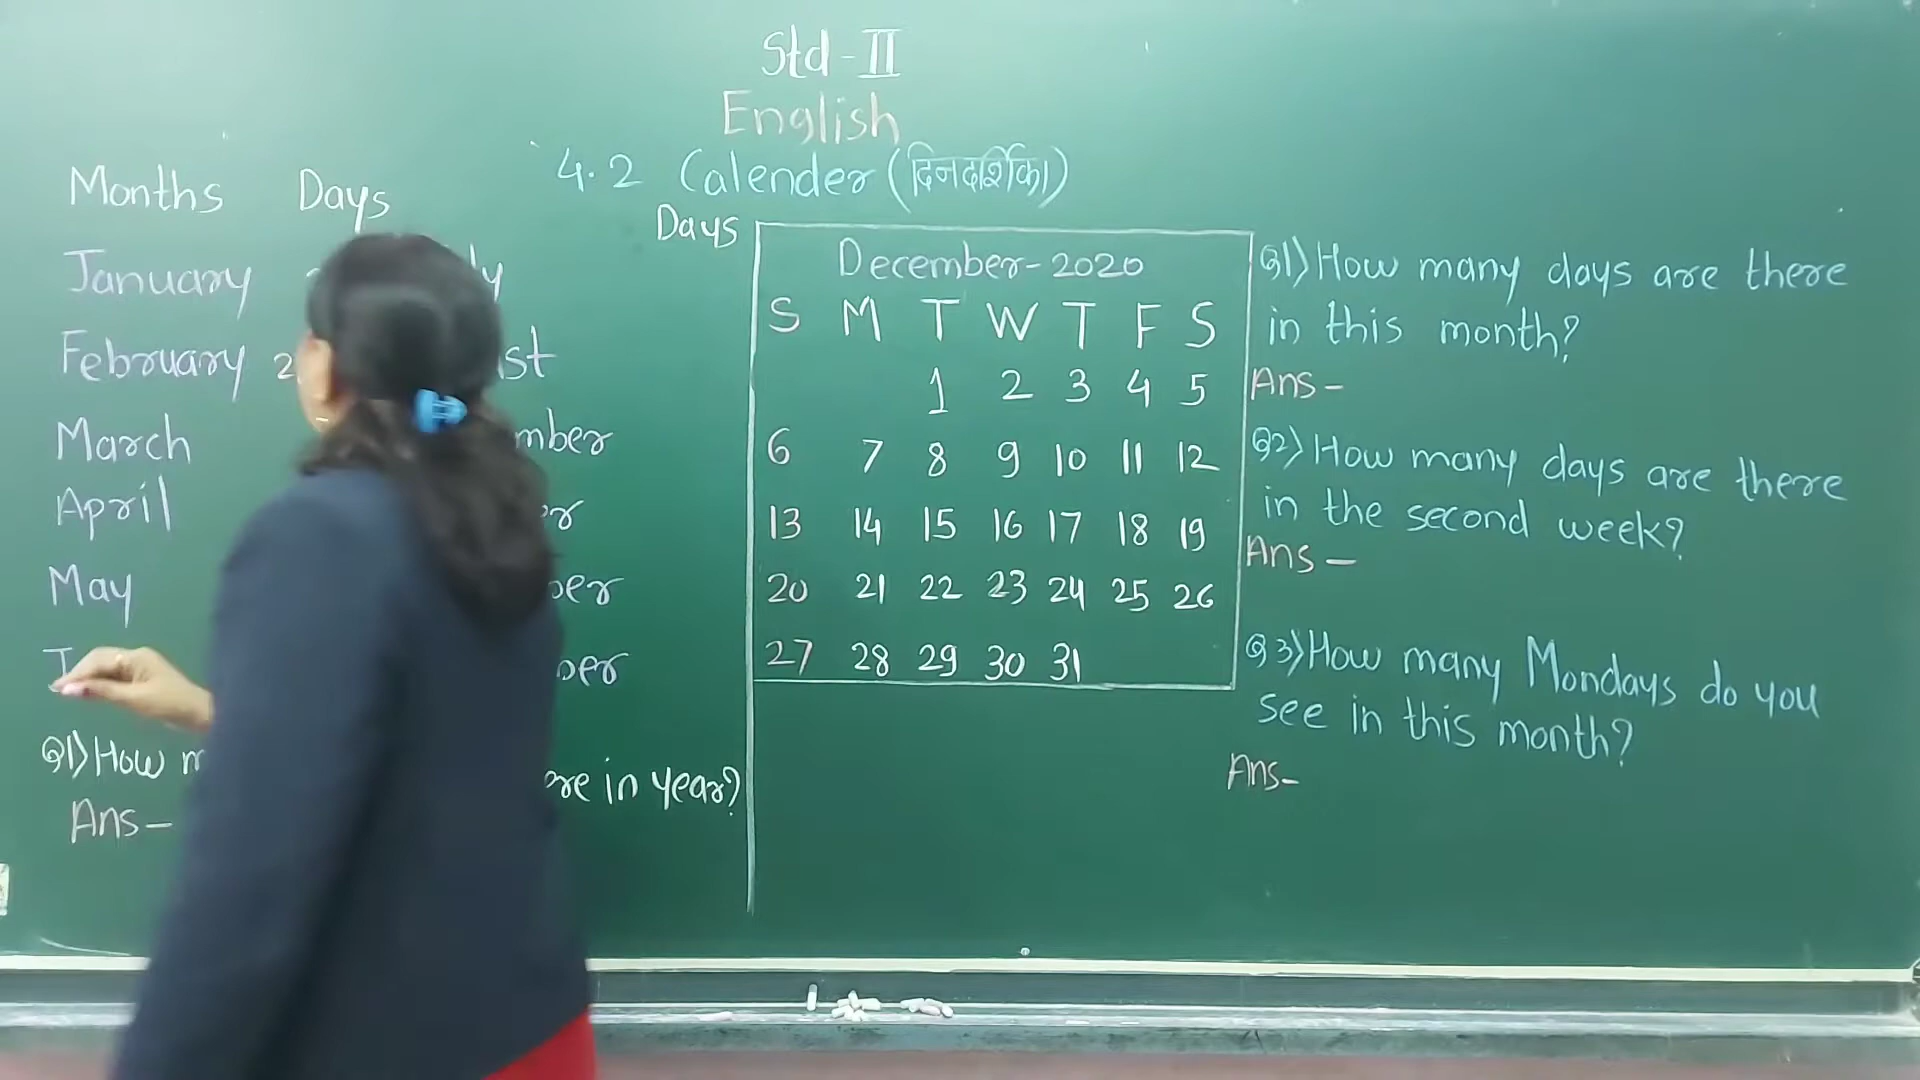 Std-II
English
4.2 Calender (दिनदर्शिका)
Months Days
January
February 2
March
April
May
Q1) How
ere in year?
Ans-
Days
December-2020
S M T W T F S
1 2 3 4 5
6 7 8 9 10 11 12
13 14 15 16 17 18 19
20 21 22 23 24 25 26
27 28 29 30 31
Q1) How many days are there
in this month?
Ans-
Q2) How many days are there
in the second week?
Ans-
Q3) How many Mondays do you
see in this month?
Ans-